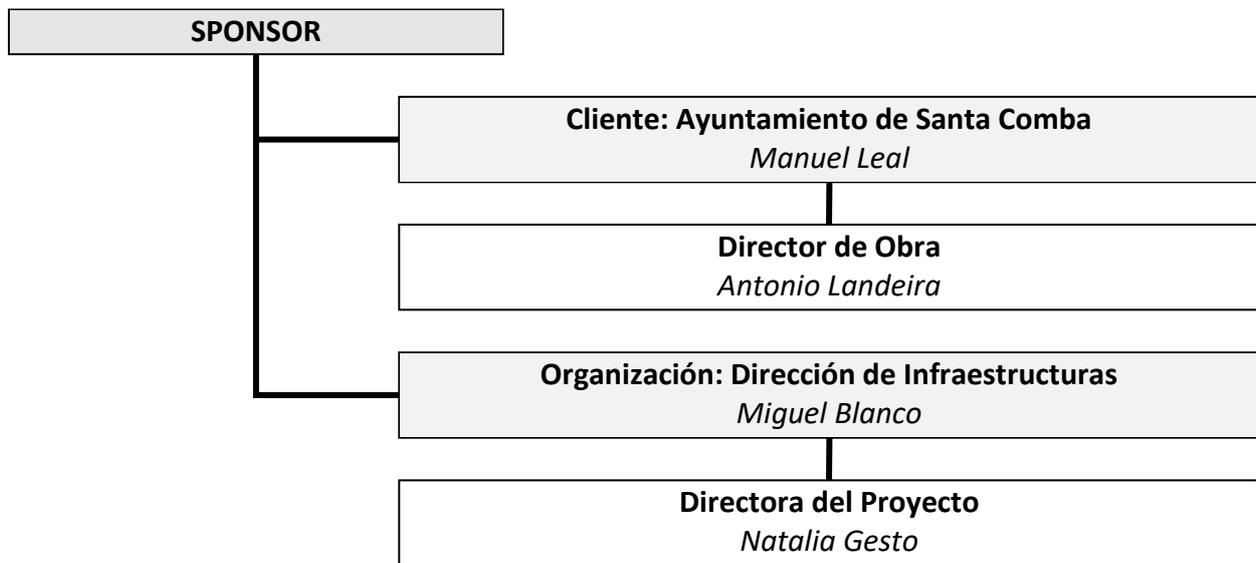 SPONSOR
Cliente: Ayuntamiento de Santa Comba
Manuel Leal
Director de Obra
Antonio Landeira
Organización: Dirección de Infraestructuras
Miguel Blanco
Directora del Proyecto
Natalia Gesto